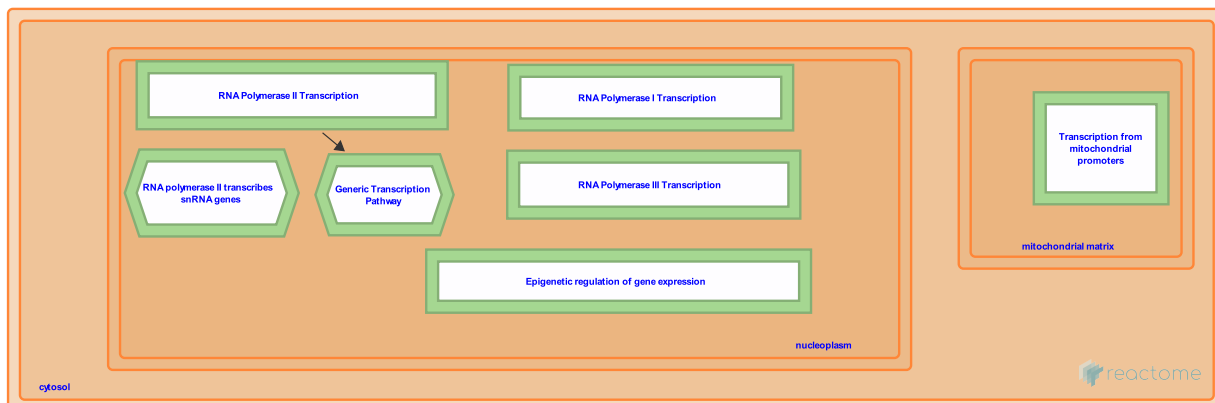 RNA Polymerase II Transcription
RNA Polymerase I Transcription
Transcription from
mitochondrial
promoters
RNA polymerase II transcribes
snRNA genes
Generic Transcription
Pathway
RNA Polymerase III Transcription
mitochondrial matrix
Epigenetic regulation of gene expression
nucleoplasm
cytosol
reactome